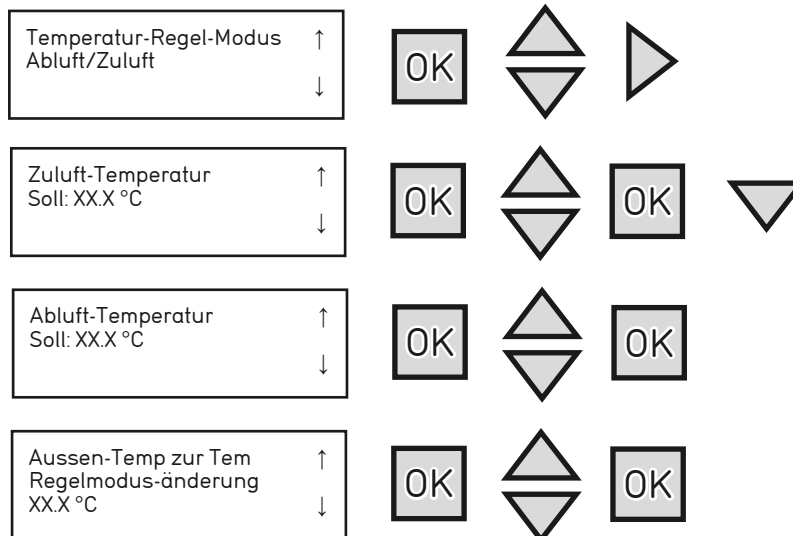 Temperatur-Regel-Modus ↑
Abluft/Zuluft
↓
OK
Zuluft-Temperatur ↑
Soll: XX.X °C
↓
OK OK
Abluft-Temperatur ↑
Soll: XX.X °C
↓
OK OK
Aussen-Temp zur Tem ↑
Regelmodus-änderung
XX.X °C ↓
OK OK